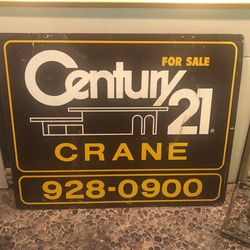 FOR SALE
Century 21
CRANE
928-0900